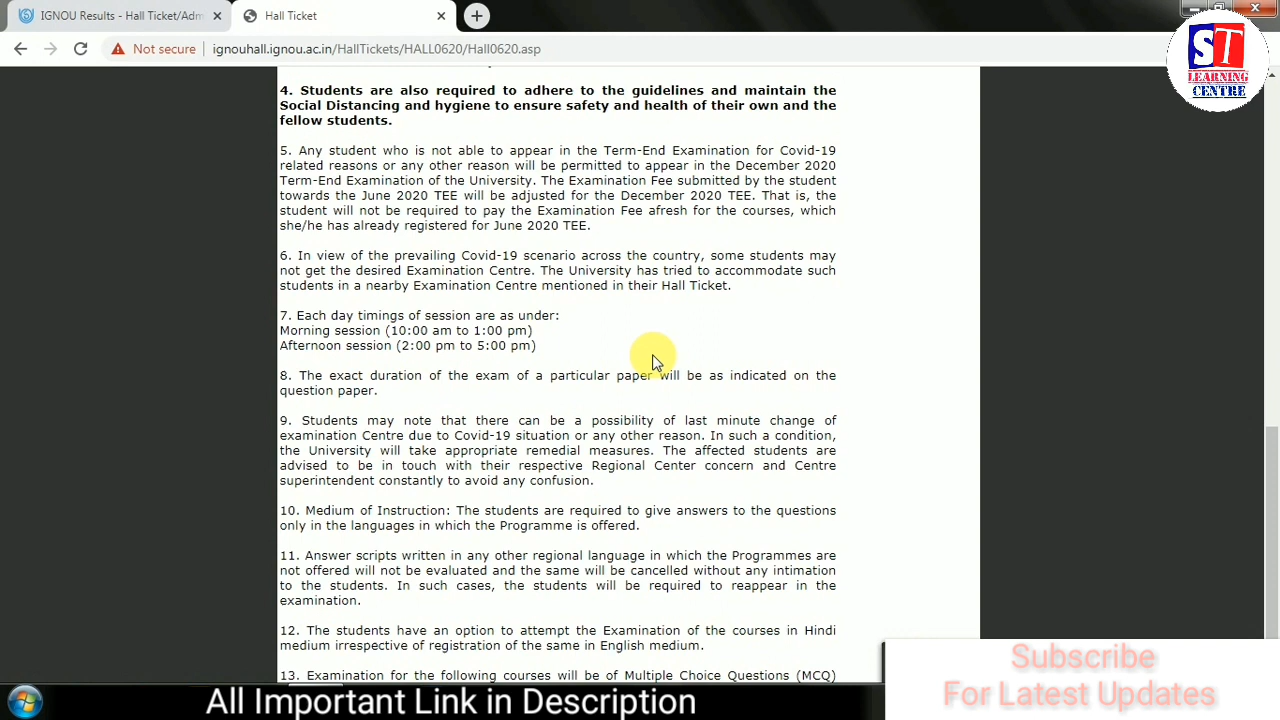 IGNOU Results - Hall Ticket/Adm
Hall Ticket
Not secure
ignouhall.ignou.ac.in/HallTickets/HALL0620/Hall0620.asp
ST
LEARNING
CENTRE
4. Students are also required to adhere to the guidelines and maintain the
Social Distancing and hygiene to ensure safety and health of their own and the
fellow students.
5. Any student who is not able to appear in the Term-End Examination for Covid-19
related reasons or any other reason will be permitted to appear in the December 2020
Term-End Examination of the University. The Examination Fee submitted by the student
towards the June 2020 TEE will be adjusted for the December 2020 TEE. That is, the
student will not be required to pay the Examination Fee afresh for the courses, which
she/he has already registered for June 2020 TEE.
6. In view of the prevailing Covid-19 scenario across the country, some students may
not get the desired Examination Centre. The University has tried to accommodate such
students in a nearby Examination Centre mentioned in their Hall Ticket.
7. Each day timings of session are as under:
Morning session (10:00 am to 1:00 pm)
Afternoon session (2:00 pm to 5:00 pm)
8. The exact duration of the exam of a particular paper will be as indicated on the
question paper.
9. Students may note that there can be a possibility of last minute change of
examination Centre due to Covid-19 situation or any other reason. In such a condition,
the University will take appropriate remedial measures. The affected students are
advised to be in touch with their respective Regional Center concern and Centre
superintendent constantly to avoid any confusion.
10. Medium of Instruction: The students are required to give answers to the questions
only in the languages in which the Programme is offered.
11. Answer scripts written in any other regional language in which the Programmes are
not offered will not be evaluated and the same will be cancelled without any intimation
to the students. In such cases, the students will be required to reappear in the
examination.
12. The students have an option to attempt the Examination of the courses in Hindi
medium irrespective of registration of the same in English medium.
13. Examination for the following courses will be of Multiple Choice Questions (MCQ)
Subscribe
For Latest Updates
All Important Link in Description